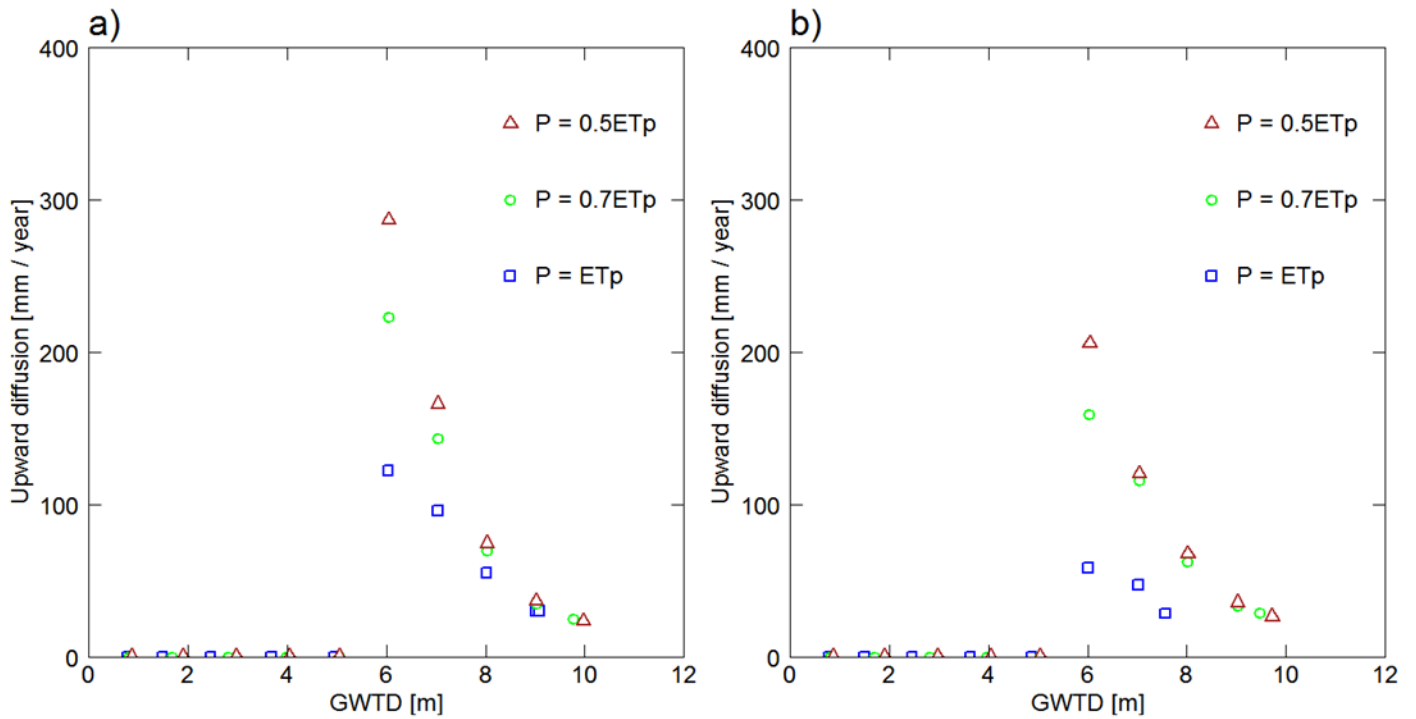 a)
400
300
200
100
0
0 2 4 6 8 10 12
Upward diffusion [mm / year]
GWTD [m]
P = 0.5ETp
P = 0.7ETp
P = ETp
b)
400
300
200
100
0
0 2 4 6 8 10 12
Upward diffusion [mm / year]
GWTD [m]
P = 0.5ETp
P = 0.7ETp
P = ETp